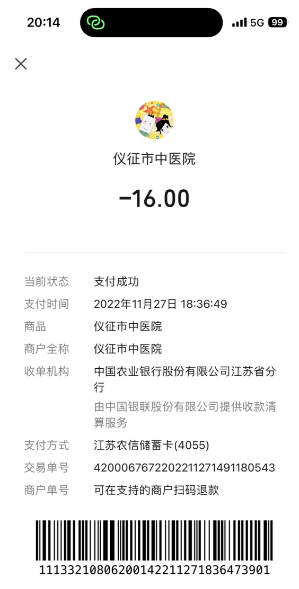 20:14
5G 99
仪征市中医院
-16.00
当前状态 支付成功
支付时间 2022年11月27日 18:36:49
商品 仪征市中医院
商户全称 仪征市中医院
收单机构 中国农业银行股份有限公司江苏省分
行
由中国银联股份有限公司提供收款清
算服务
支付方式 江苏农信储蓄卡(4055)
交易单号 4200067672202211271491180543
商户单号 可在支持的商户扫码退款
11133210806200142211271836473901